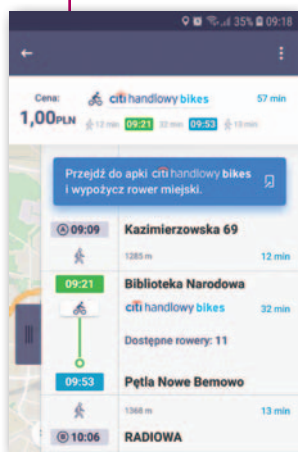 35% 09:18
Cena: citi handlowy bikes 57 min
1,00PLN 12 min 09:21 32 min 09:53 13 min
Przejdź do apki citi handlowy bikes
i wypożycz rower miejski.
A 09:09 Kazimierzowska 69
1285 m 12 min
09:21 Biblioteka Narodowa
citi handlowy bikes 32 min
Dostępne rowery: 11
09:53 Pętla Nowe Bemowo
1368 m 13 min
B 10:06 RADIOWA